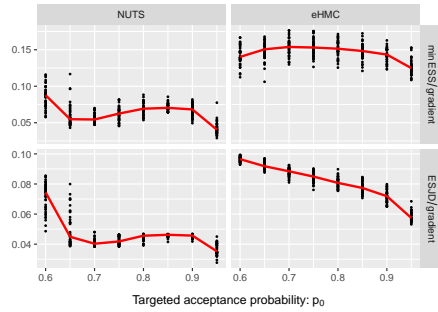 NUTS
eHMC
0.15
0.10
0.05
minESS/gradient
0.10
0.08
0.06
0.04
ESJD/gradient
0.6 0.7 0.8 0.9 0.6 0.7 0.8 0.9
Targeted acceptance probability: p0